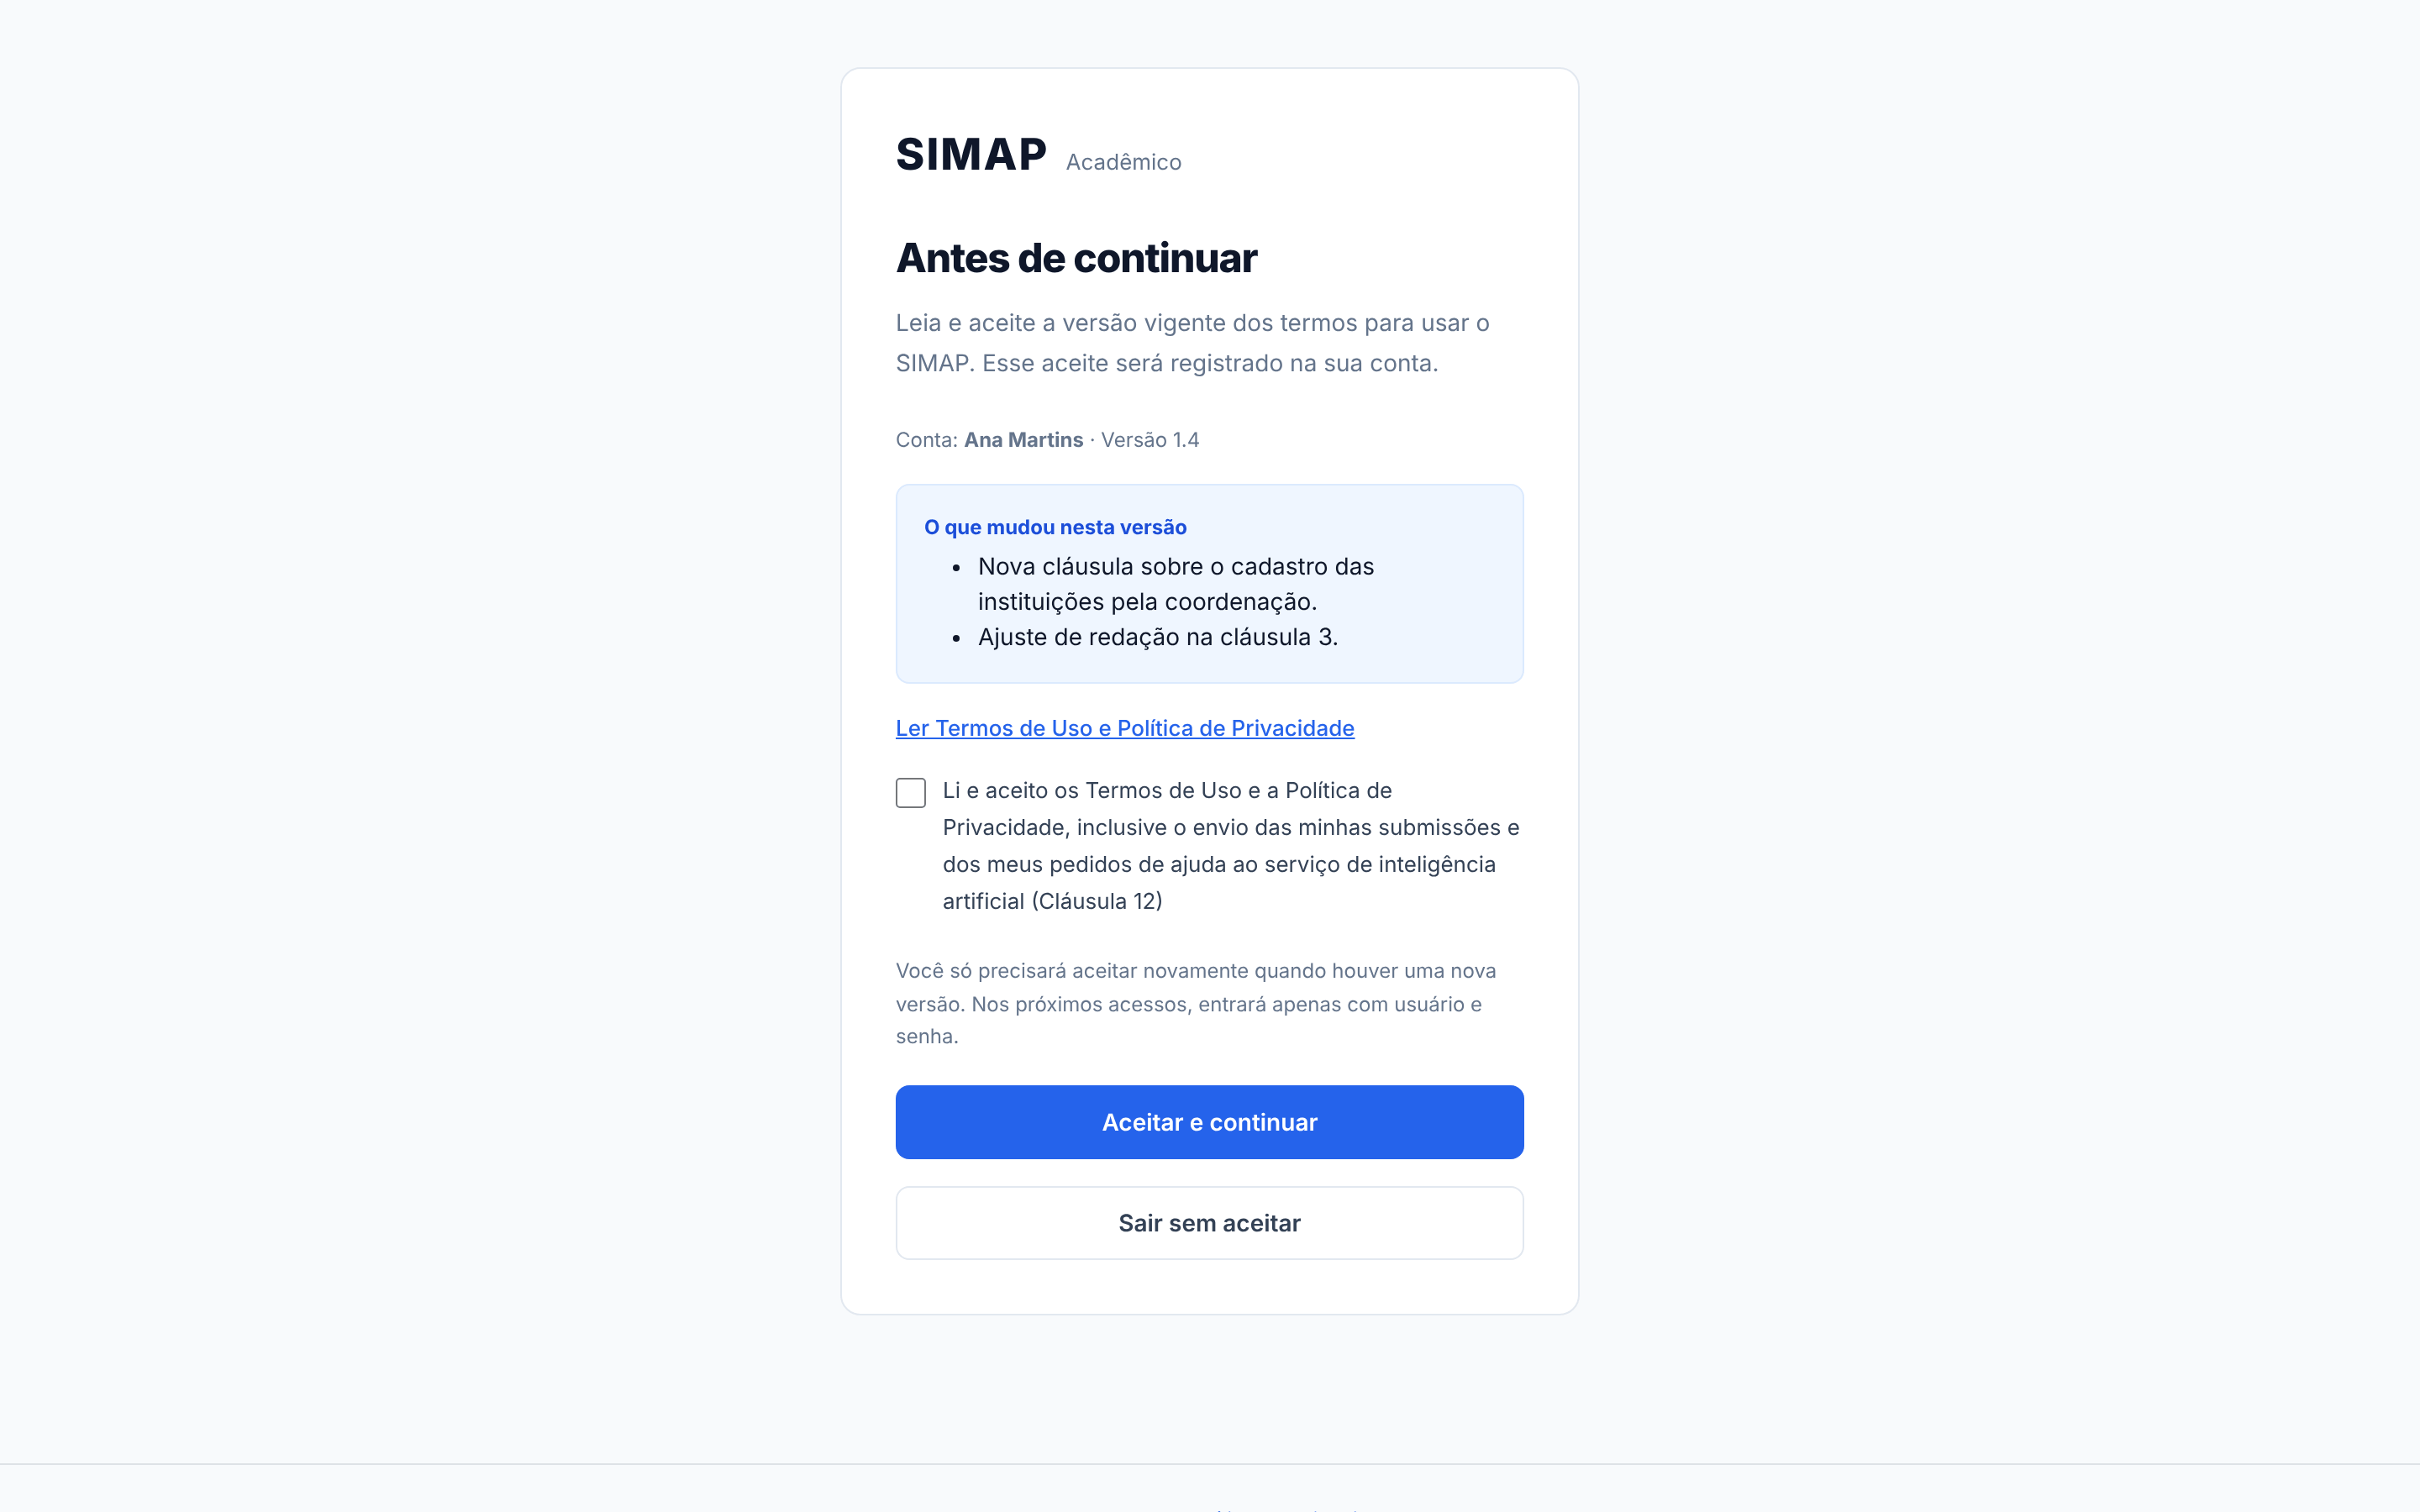 SIMAP Acadêmico
Antes de continuar
Leia e aceite a versão vigente dos termos para usar o
SIMAP. Esse aceite será registrado na sua conta.
Conta: Ana Martins · Versão 1.4
O que mudou nesta versão
• Nova cláusula sobre o cadastro das
instituições pela coordenação.
• Ajuste de redação na cláusula 3.
Ler Termos de Uso e Política de Privacidade
Li e aceito os Termos de Uso e a Política de
Privacidade, inclusive o envio das minhas submissões e
dos meus pedidos de ajuda ao serviço de inteligência
artificial (Cláusula 12)
Você só precisará aceitar novamente quando houver uma nova
versão. Nos próximos acessos, entrará apenas com usuário e
senha.
Aceitar e continuar
Sair sem aceitar